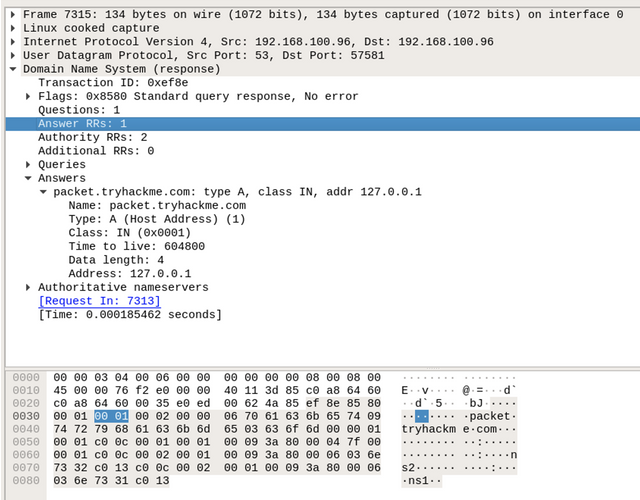 Frame 7315: 134 bytes on wire (1072 bits), 134 bytes captured (1072 bits) on interface 0
Linux cooked capture
Internet Protocol Version 4, Src: 192.168.100.96, Dst: 192.168.100.96
User Datagram Protocol, Src Port: 53, Dst Port: 57581
Domain Name System (response)
Transaction ID: 0xef8e
Flags: 0x8580 Standard query response, No error
Questions: 1
Answer RRs: 1
Authority RRs: 2
Additional RRs: 0
Queries
Answers
packet.tryhackme.com: type A, class IN, addr 127.0.0.1
Name: packet.tryhackme.com
Type: A (Host Address) (1)
Class: IN (0x0001)
Time to live: 604800
Data length: 4
Address: 127.0.0.1
Authoritative nameservers
[Request In: 7313]
[Time: 0.000185462 seconds]
0000 00 00 03 04 00 06 00 00 00 00 00 00 08 00 08 00 ········ ········
0010 45 00 00 76 f2 e0 00 00 40 11 3d 85 c0 a8 64 60 E··v···· @·=···d`
0020 c0 a8 64 60 00 35 e0 ed 00 62 4a 85 ef 8e 85 80 ··d`·5·· ·bJ·····
0030 00 01 00 01 00 02 00 00 06 70 61 63 6b 65 74 09 ········ ·packet·
0040 74 72 79 68 61 63 6b 6d 65 03 63 6f 6d 00 00 01 tryhackm e·com···
0050 00 01 c0 0c 00 01 00 01 00 09 3a 80 00 04 7f 00 ········ ··:·····
0060 00 01 c0 0c 00 02 00 01 00 09 3a 80 00 06 03 6e ········ ··:····n
0070 73 32 c0 13 c0 0c 00 02 00 01 00 09 3a 80 00 06 s2······ ····:···
0080 03 6e 73 31 c0 13 ·ns1··